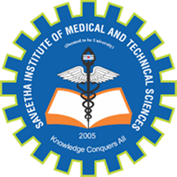 SAVEETHA INSTITUTE OF MEDICAL AND TECHNICAL SCIENCES
(Deemed to be University)
2005
Knowledge Conquers All